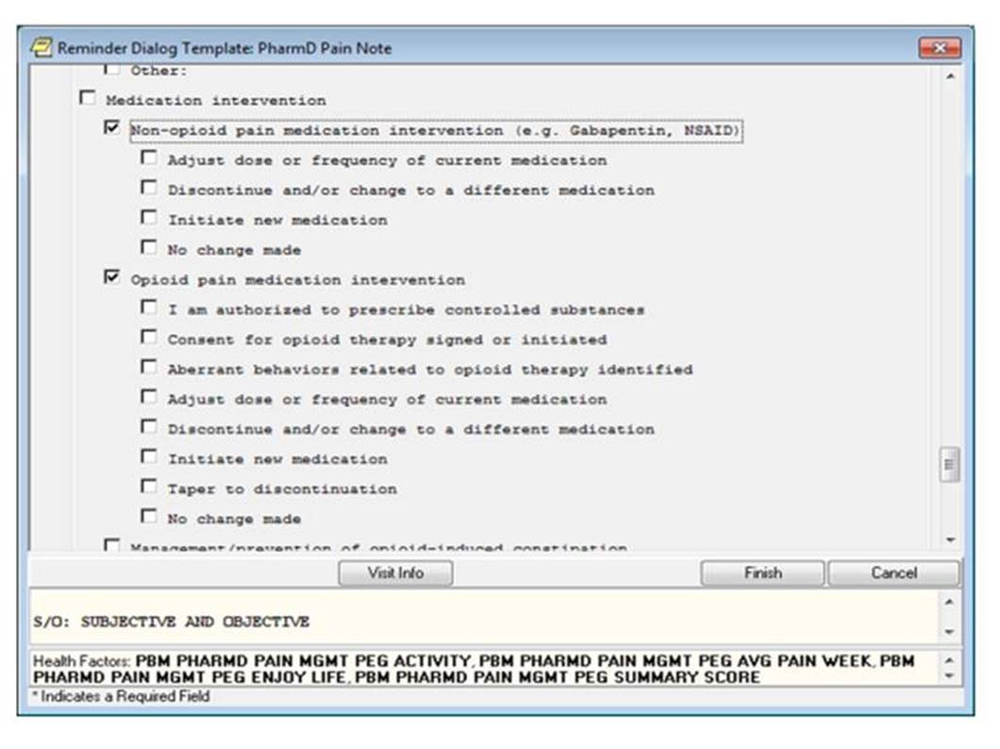 Reminder Dialog Template: PharmD Pain Note
Other:
Medication intervention
Non-opioid pain medication intervention (e.g. Gabapentin, NSAID)
Adjust dose or frequency of current medication
Discontinue and/or change to a different medication
Initiate new medication
No change made
Opioid pain medication intervention
I am authorized to prescribe controlled substances
Consent for opioid therapy signed or initiated
Aberrant behaviors related to opioid therapy identified
Adjust dose or frequency of current medication
Discontinue and/or change to a different medication
Initiate new medication
Taper to discontinuation
No change made
Management/prevention of opioid-induced constipation
Visit Info Finish Cancel
S/O: SUBJECTIVE AND OBJECTIVE
Health Factors: PBM PHARMD PAIN MGMT PEG ACTIVITY, PBM PHARMD PAIN MGMT PEG AVG PAIN WEEK, PBM
PHARMD PAIN MGMT PEG ENJOY LIFE, PBM PHARMD PAIN MGMT PEG SUMMARY SCORE
* Indicates a Required Field